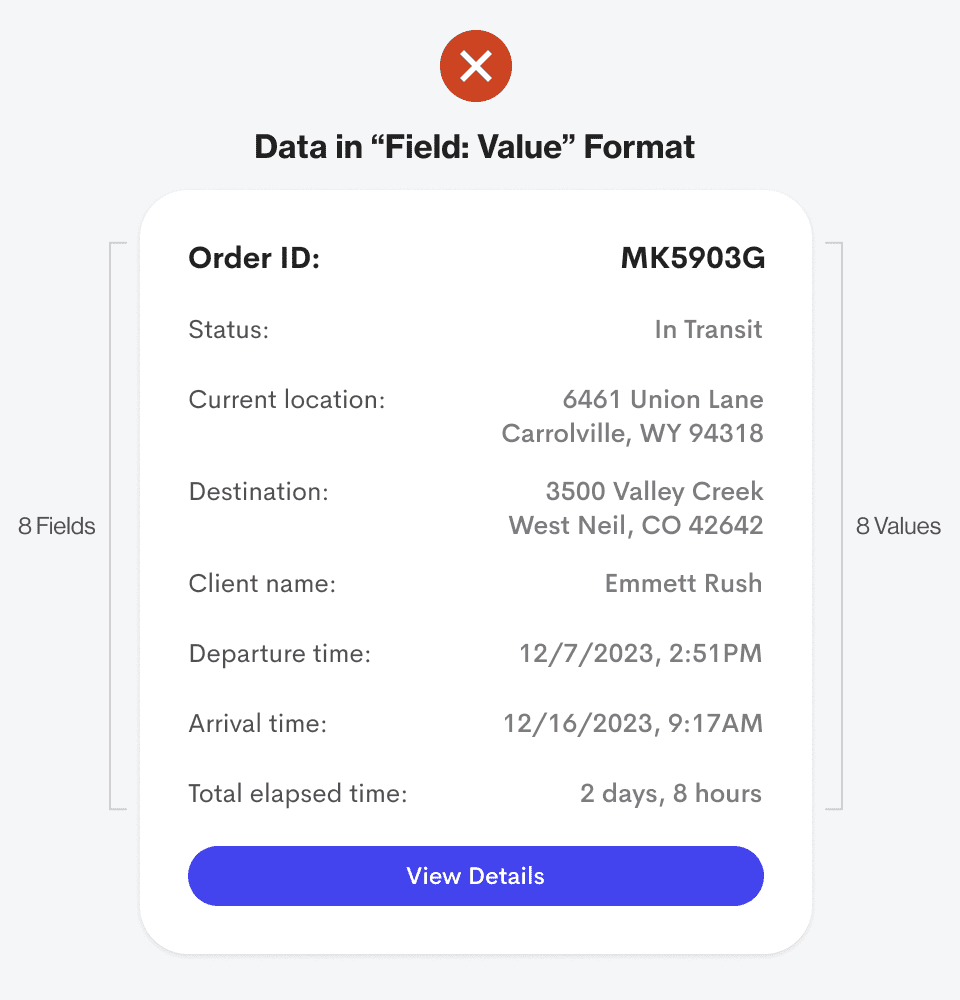 Data in “Field: Value” Format
Order ID: MK5903G
Status: In Transit
Current location: 6461 Union Lane
Carrolville, WY 94318
Destination: 3500 Valley Creek
West Neil, CO 42642
8 Fields
8 Values
Client name: Emmett Rush
Departure time: 12/7/2023, 2:51PM
Arrival time: 12/16/2023, 9:17AM
Total elapsed time: 2 days, 8 hours
View Details